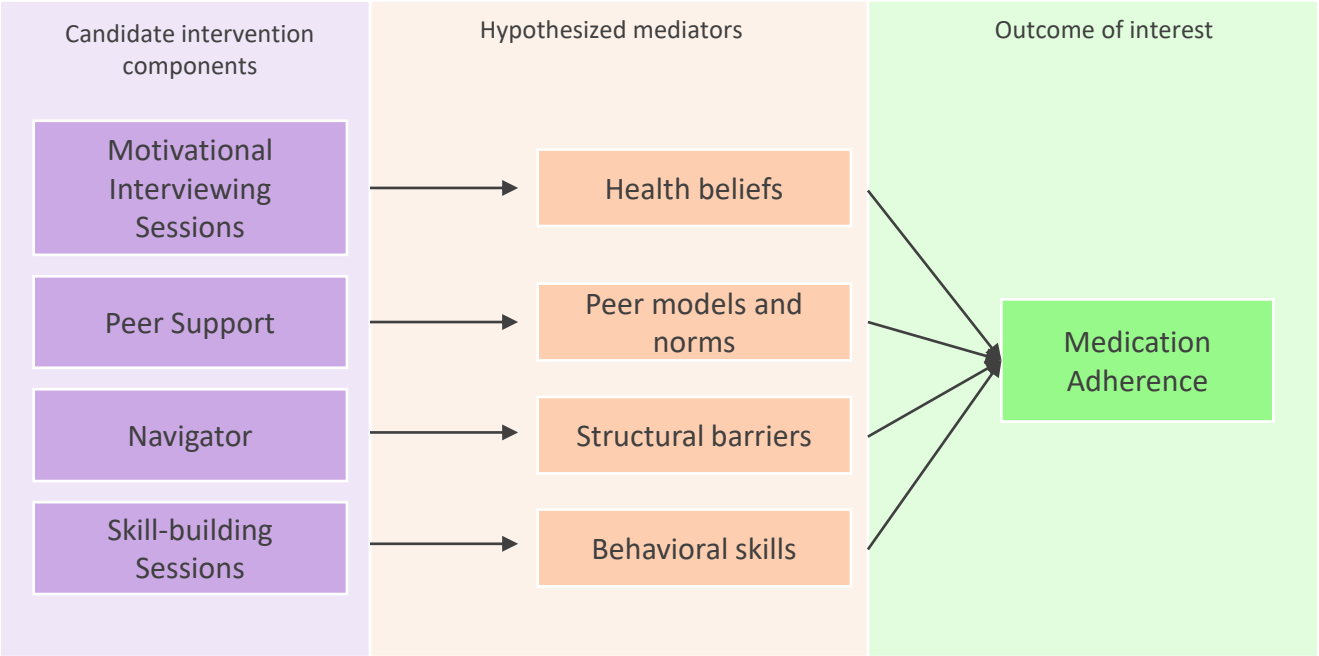 Candidate intervention
components
Hypothesized mediators
Outcome of interest
Motivational
Interviewing
Sessions
Health beliefs
Peer Support
Peer models and
norms
Medication
Adherence
Navigator
Structural barriers
Skill-building
Sessions
Behavioral skills